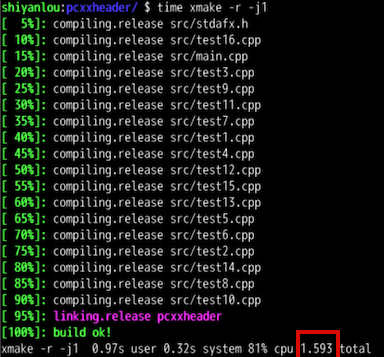 shiyanlou:pcxxheader/ $ time xmake -r -j1
[  5%]: compiling.release src/stdafx.h
[ 10%]: compiling.release src/test16.cpp
[ 15%]: compiling.release src/main.cpp
[ 20%]: compiling.release src/test3.cpp
[ 25%]: compiling.release src/test9.cpp
[ 30%]: compiling.release src/test11.cpp
[ 35%]: compiling.release src/test7.cpp
[ 40%]: compiling.release src/test1.cpp
[ 45%]: compiling.release src/test4.cpp
[ 50%]: compiling.release src/test12.cpp
[ 55%]: compiling.release src/test15.cpp
[ 60%]: compiling.release src/test13.cpp
[ 65%]: compiling.release src/test5.cpp
[ 70%]: compiling.release src/test6.cpp
[ 75%]: compiling.release src/test2.cpp
[ 80%]: compiling.release src/test14.cpp
[ 85%]: compiling.release src/test8.cpp
[ 90%]: compiling.release src/test10.cpp
[ 95%]: linking.release pcxxheader
[100%]: build ok!
xmake -r -j1  0.97s user 0.32s system 81% cpu 1.593 total